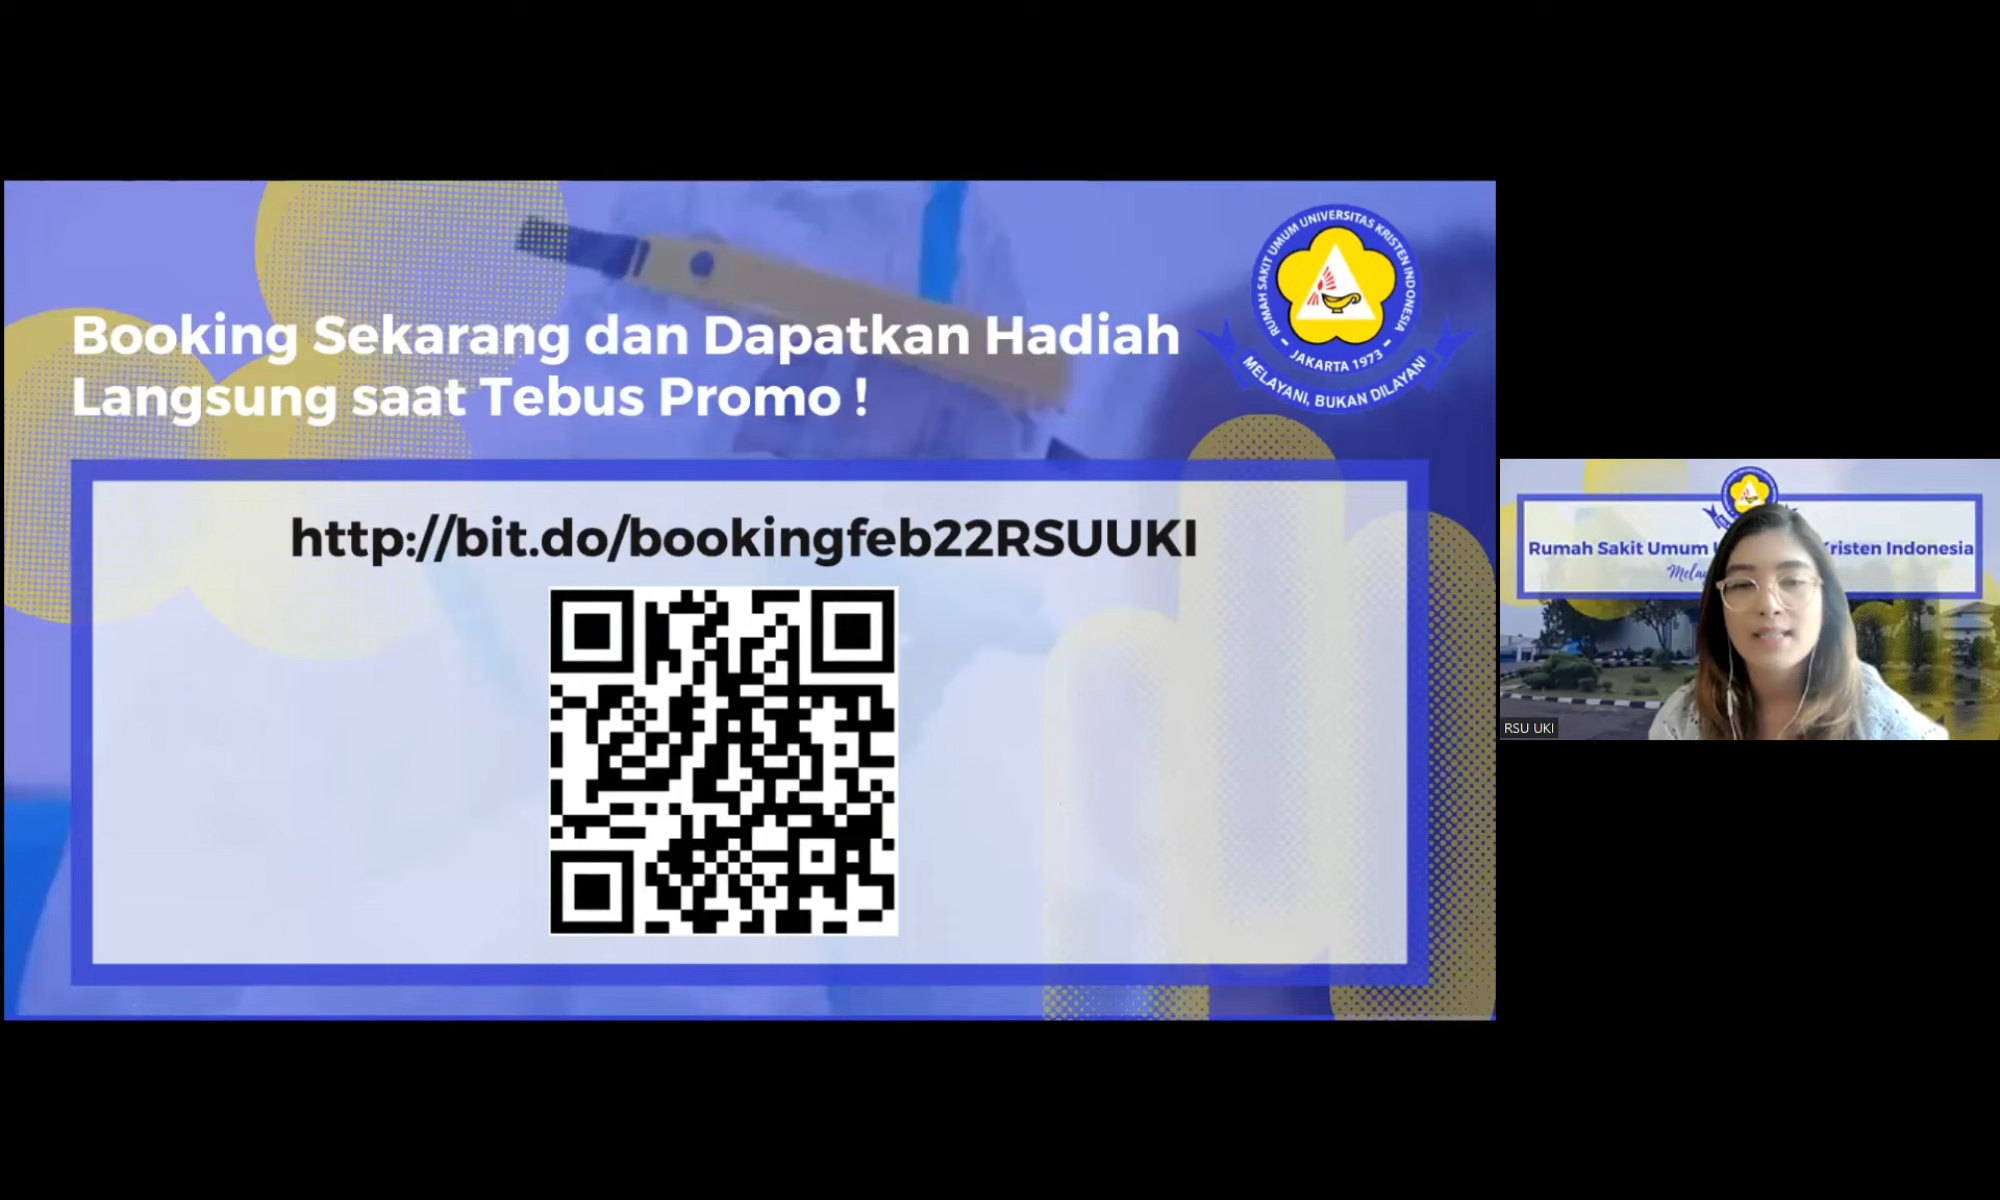 Booking Sekarang dan Dapatkan Hadiah
Langsung saat Tebus Promo !
RUMAH SAKIT UMUM UNIVERSITAS KRISTEN INDONESIA
- JAKARTA 1973 -
MELAYANI, BUKAN DILAYANI
http://bit.do/bookingfeb22RSUUKI
Rumah Sakit Umum Kristen Indonesia
RSU UKI